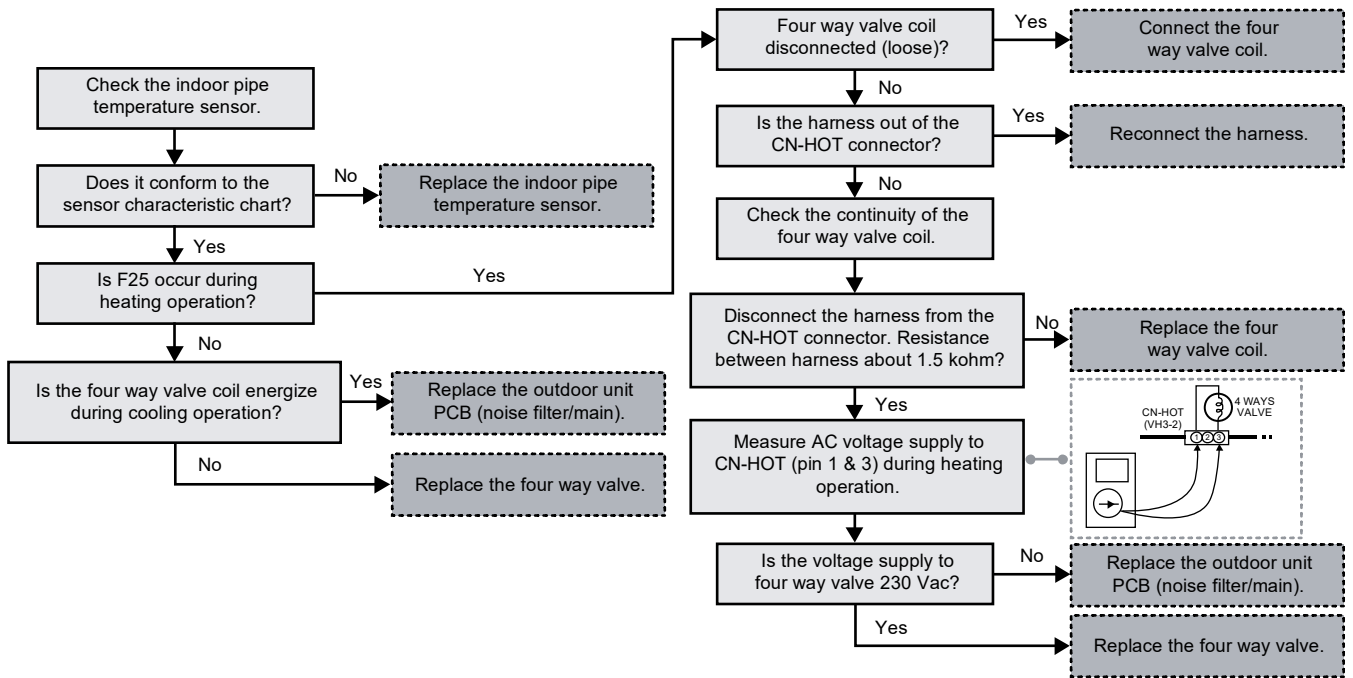 Check the indoor pipe
temperature sensor.
Does it conform to the
sensor characteristic chart?
No
Replace the indoor pipe
temperature sensor.
Yes
Is F25 occur during
heating operation?
Yes
No
Is the four way valve coil energize
during cooling operation?
Yes
Replace the outdoor unit
PCB (noise filter/main).
No
Replace the four way valve.
Four way valve coil
disconnected (loose)?
Yes
Connect the four
way valve coil.
No
Is the harness out of the
CN-HOT connector?
Yes
Reconnect the harness.
No
Check the continuity of the
four way valve coil.
Disconnect the harness from the
CN-HOT connector. Resistance
between harness about 1.5 kohm?
No
Replace the four
way valve coil.
Yes
Measure AC voltage supply to
CN-HOT (pin 1 & 3) during heating
operation.
CN-HOT
(VH3-2)
4 WAYS
VALVE
1 2 3
Is the voltage supply to
four way valve 230 Vac?
No
Replace the outdoor unit
PCB (noise filter/main).
Yes
Replace the four way valve.